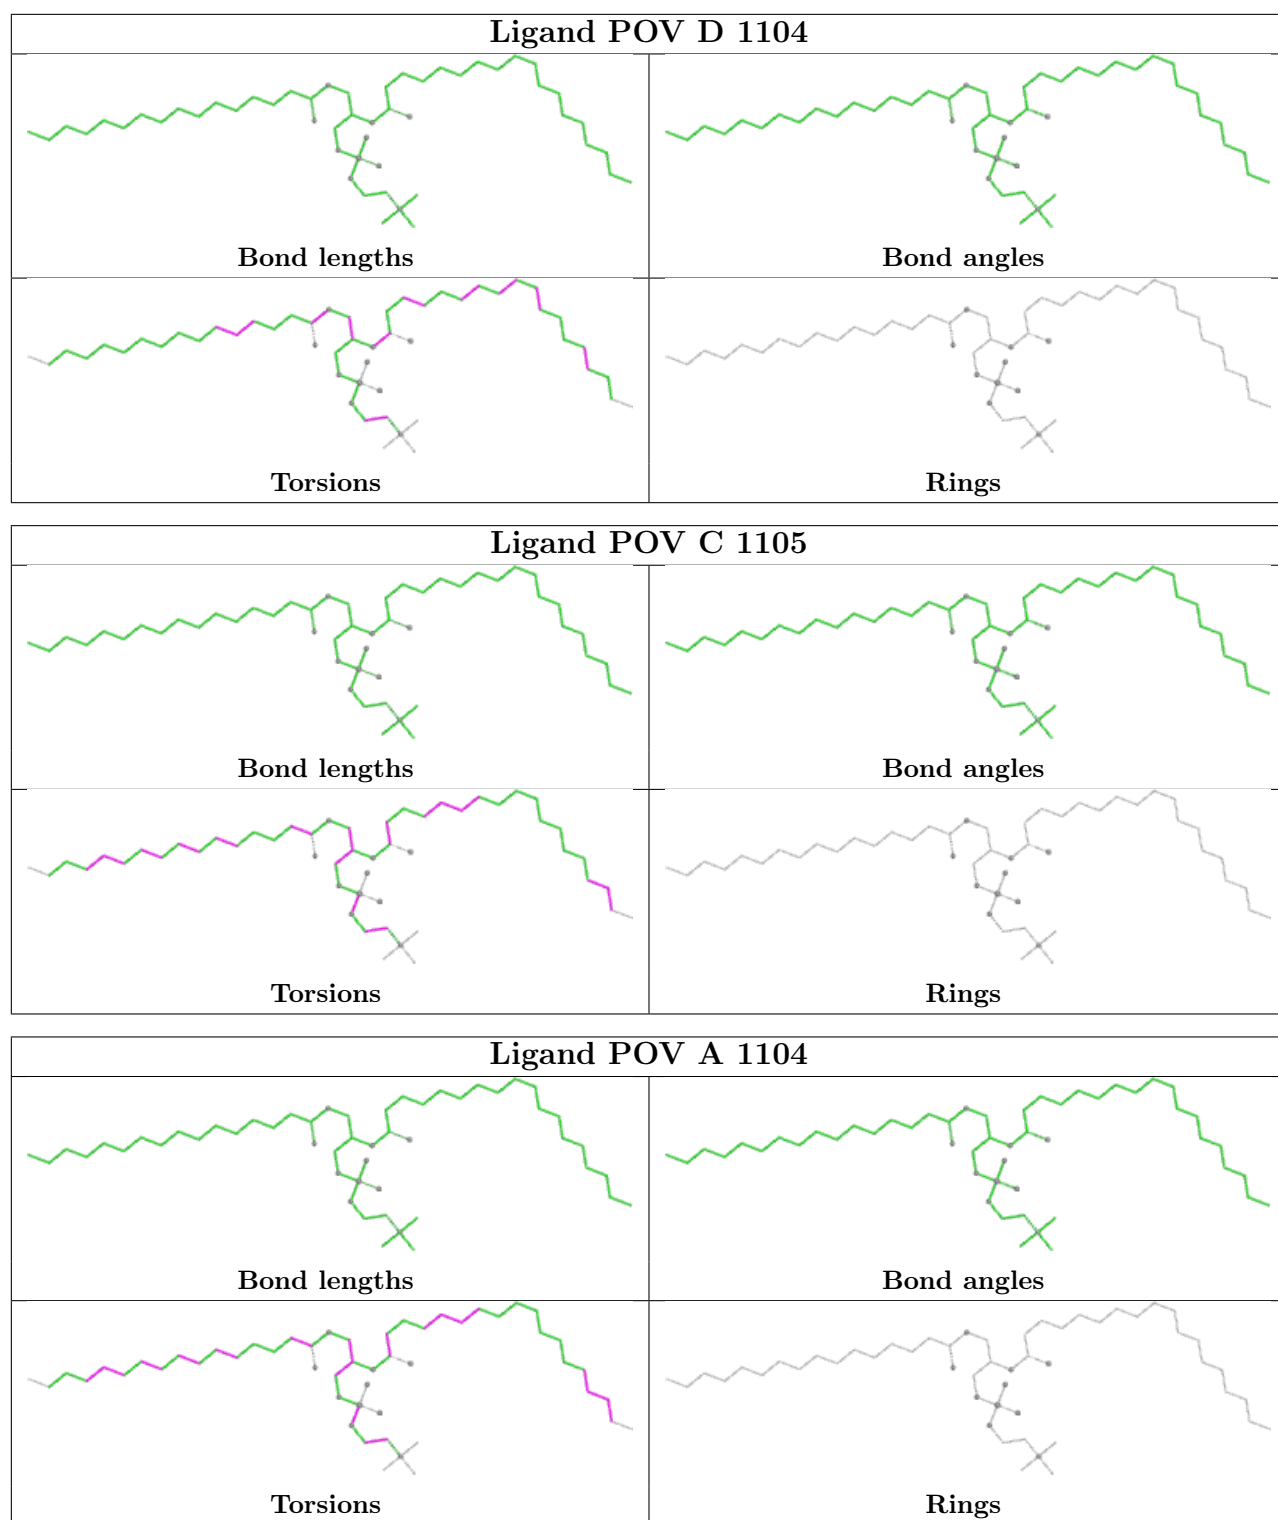 Ligand POV D 1104
Bond lengths
Bond angles
Torsions
Rings
Ligand POV C 1105
Bond lengths
Bond angles
Torsions
Rings
Ligand POV A 1104
Bond lengths
Bond angles
Torsions
Rings